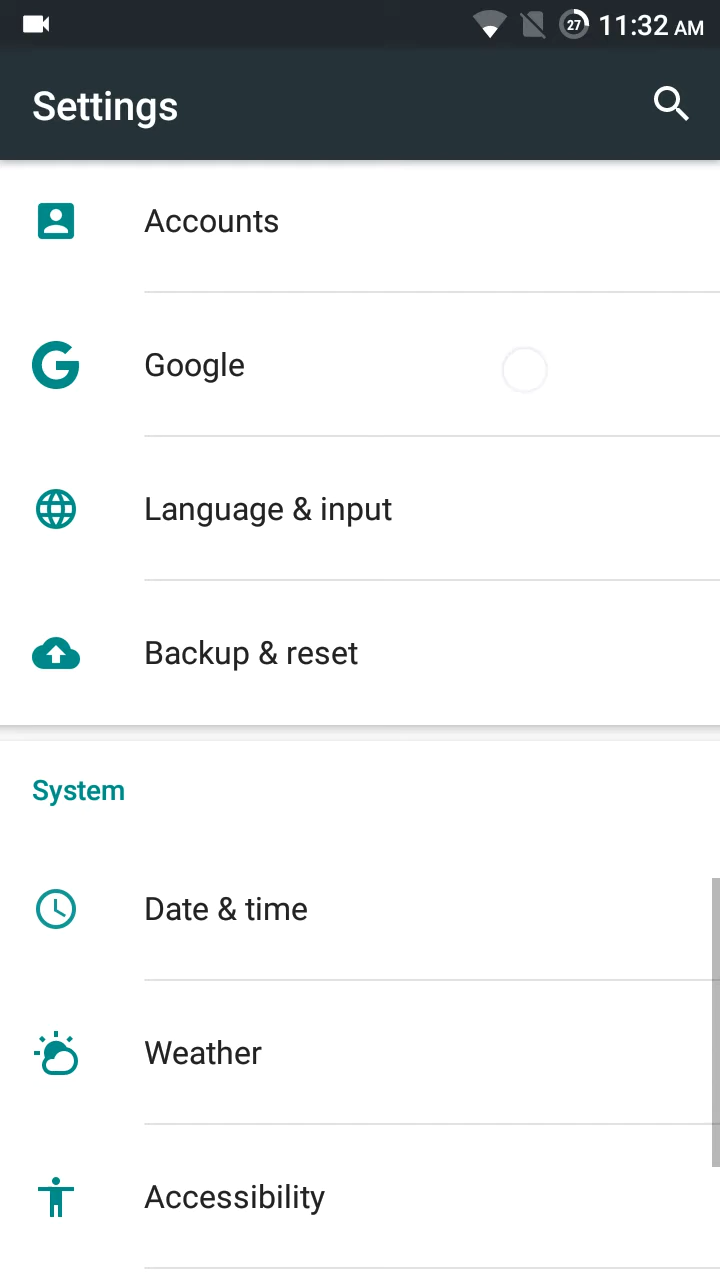 27 11:32 AM
Settings
Accounts
Google
Language & input
Backup & reset
System
Date & time
Weather
Accessibility